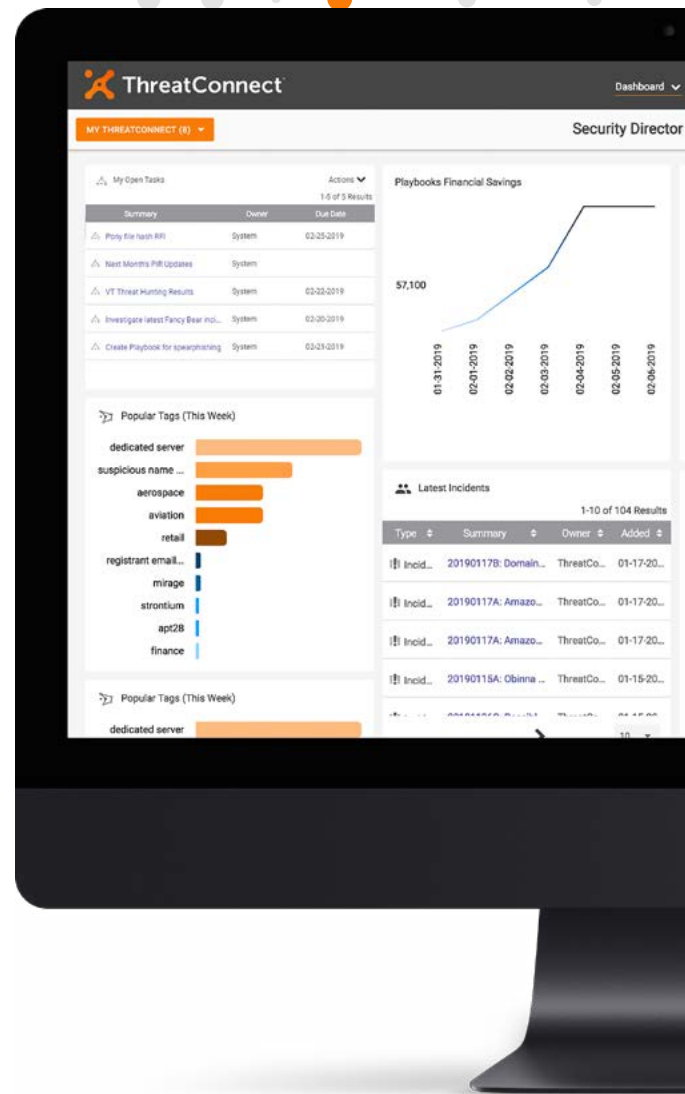 ThreatConnect
Dashboard
MY THREATCONNECT (8)
Security Director
My Open Tasks
Actions
1-5 of 5 Results
Summary Owner Due Date
Pony file hash RFI System 02-25-2019
Next Months PIR Updates System
VT Threat Hunting Results System 02-22-2019
Investigate latest Fancy Bear inci... System 02-20-2019
Create Playbook for spearphishing System 02-21-2019
Playbooks Financial Savings
57,100
01-31-2019
02-01-2019
02-02-2019
02-03-2019
02-04-2019
02-05-2019
02-06-2019
Popular Tags (This Week)
dedicated server
suspicious name ...
aerospace
aviation
retail
registrant email...
mirage
strontium
apt28
finance
Latest Incidents
1-10 of 104 Results
Type Summary Owner Added
Incid... 20190117B: Domain... ThreatCo... 01-17-20...
Incid... 20190117A: Amazo... ThreatCo... 01-17-20...
Incid... 20190117A: Amazo... ThreatCo... 01-17-20...
Incid... 20190115A: Obinna ... ThreatCo... 01-15-20...
10
Popular Tags (This Week)
dedicated server